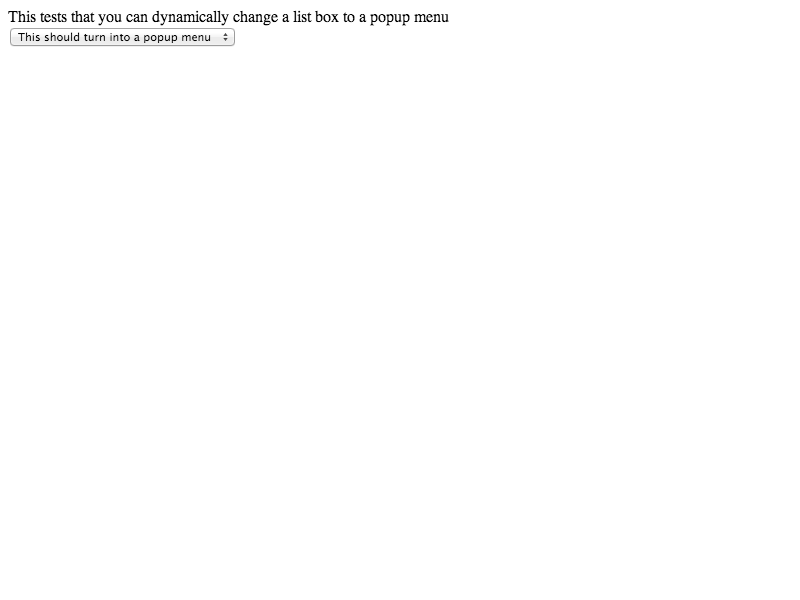 This tests that you can dynamically change a list box to a popup menu
This should turn into a popup menu